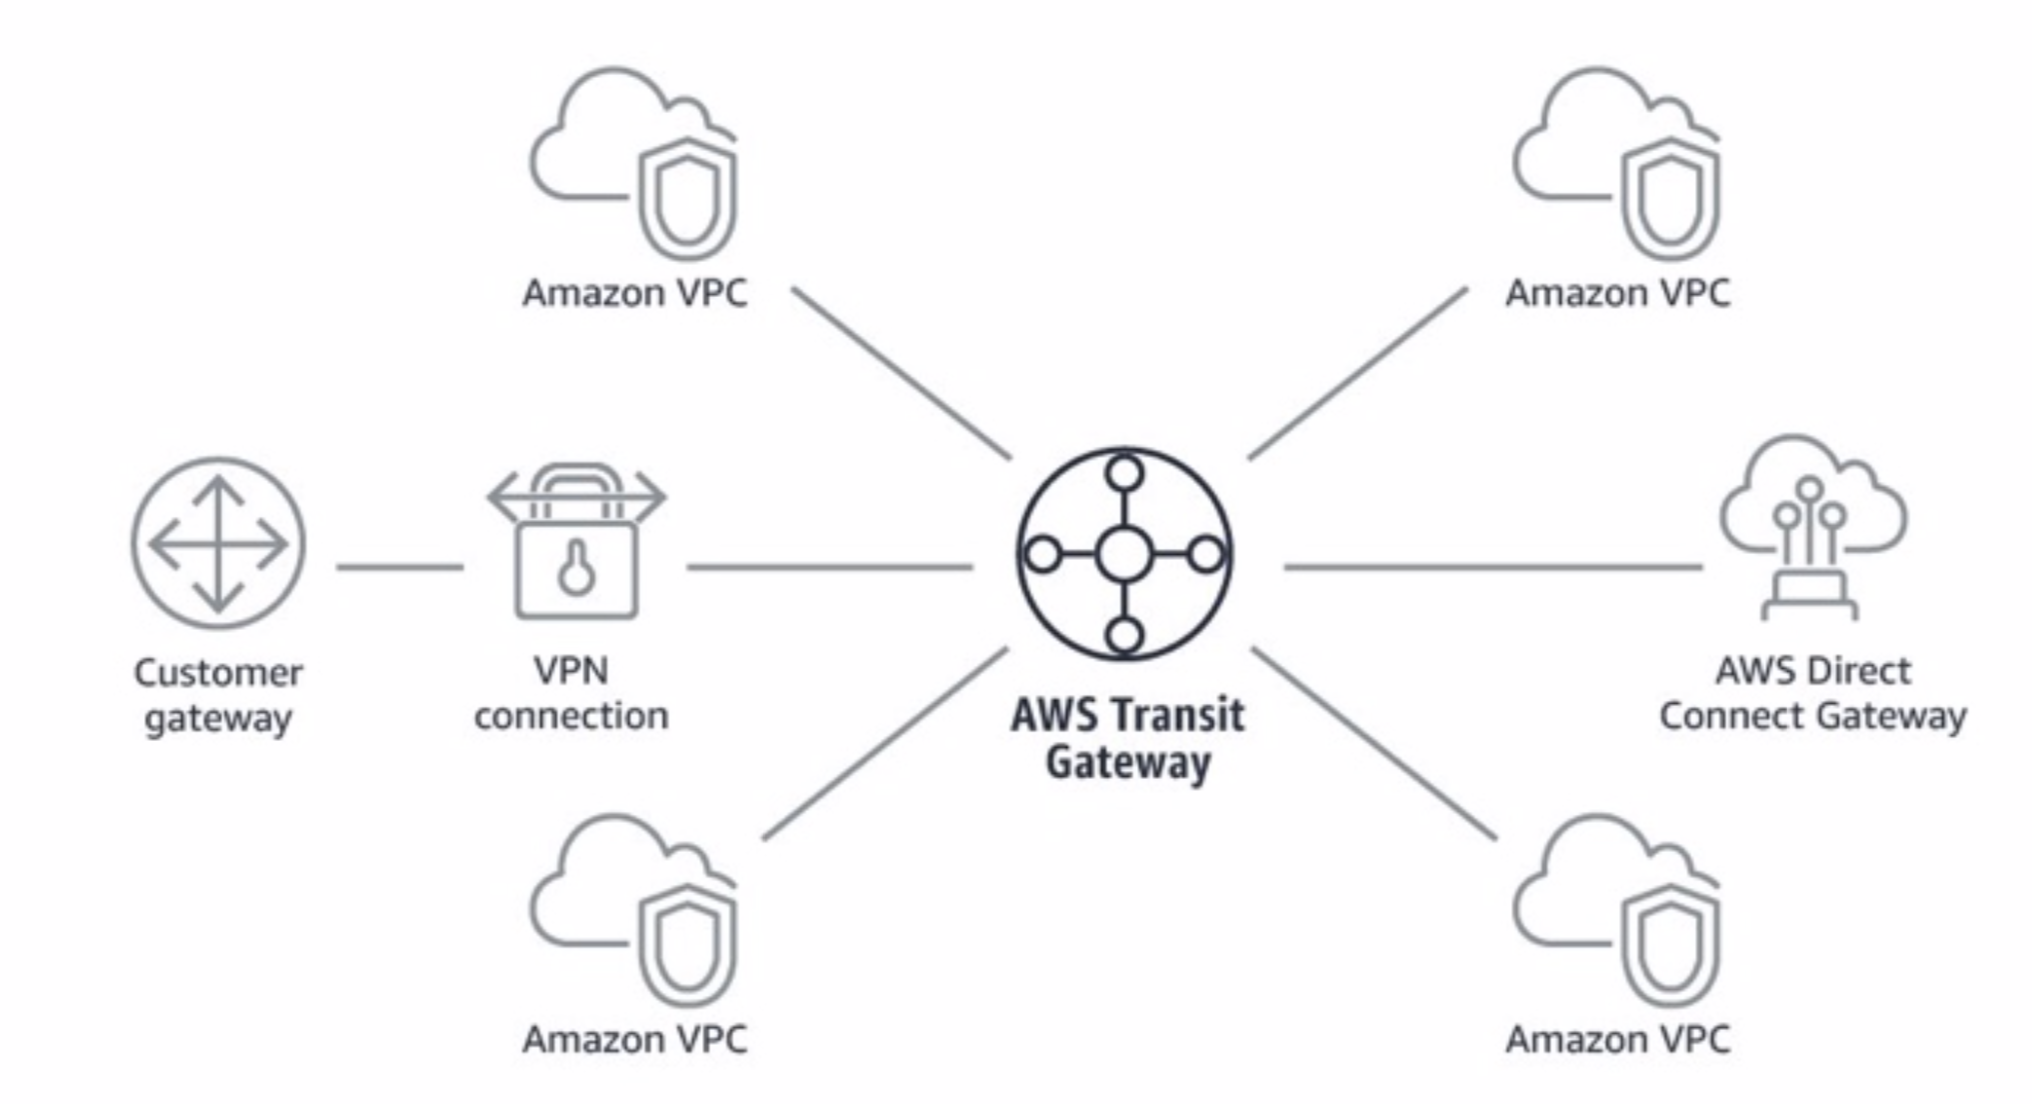 Amazon VPC
Amazon VPC
Customer
gateway
VPN
connection
AWS Transit
Gateway
AWS Direct
Connect Gateway
Amazon VPC
Amazon VPC